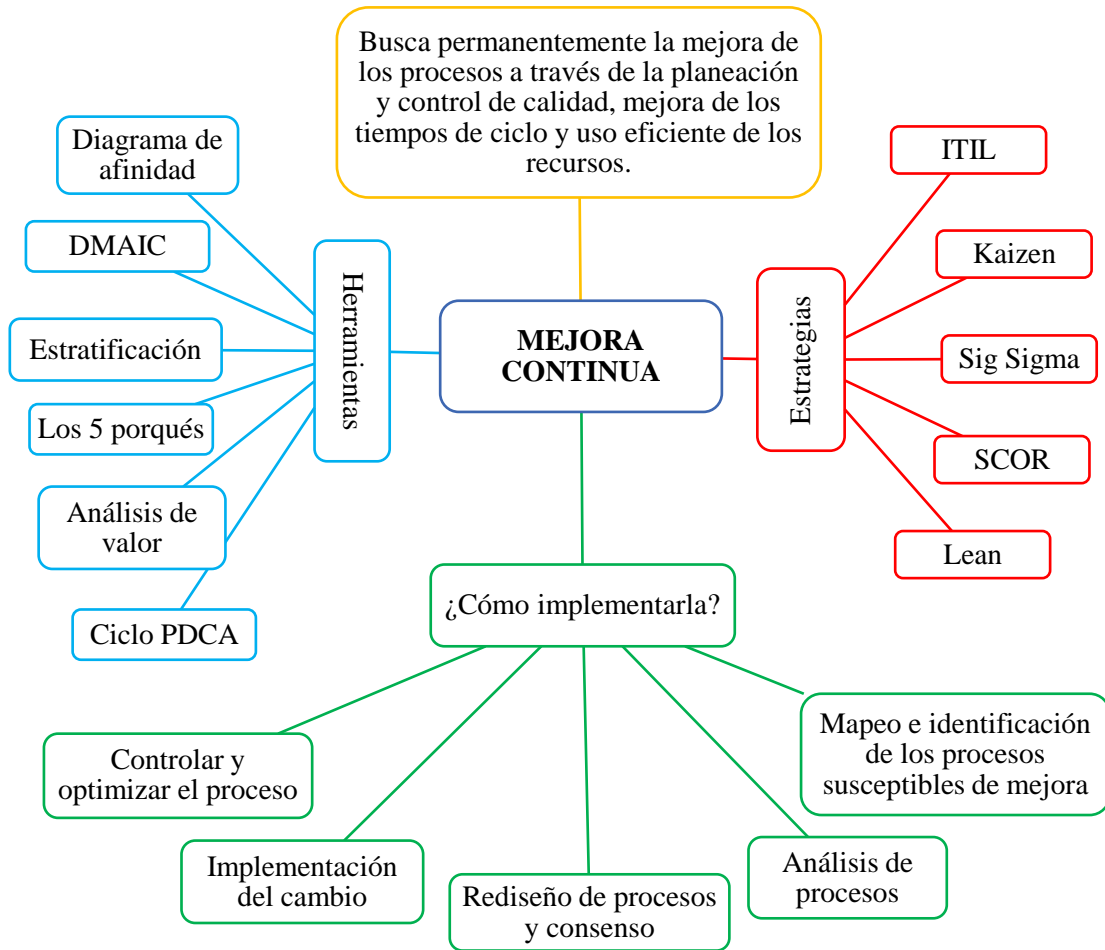 Busca permanentemente la mejora de
los procesos a través de la planeación
y control de calidad, mejora de los
tiempos de ciclo y uso eficiente de los
recursos.
Diagrama de
afinidad
DMAIC
Estratificación
Los 5 porqués
Análisis de
valor
Ciclo PDCA
Herramientas
MEJORA
CONTINUA
Estrategias
ITIL
Kaizen
Sig Sigma
SCOR
Lean
¿Cómo implementarla?
Controlar y
optimizar el proceso
Implementación
del cambio
Rediseño de procesos
y consenso
Análisis de
procesos
Mapeo e identificación
de los procesos
susceptibles de mejora